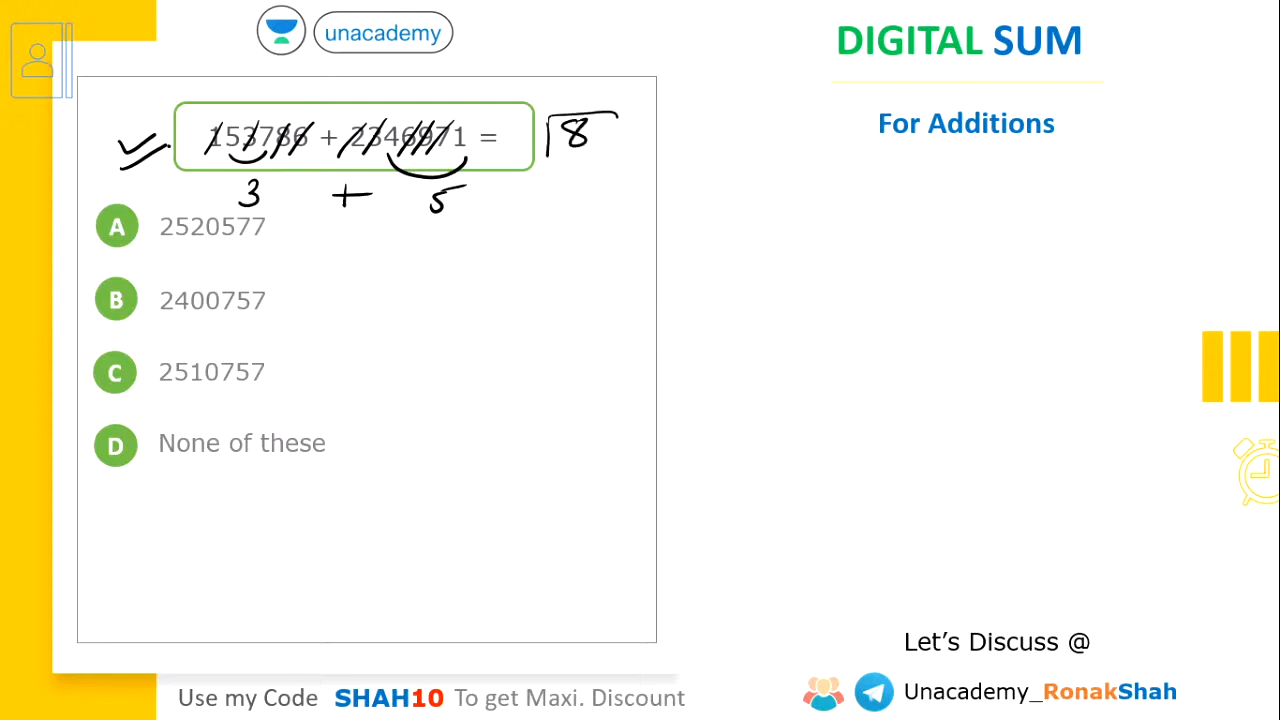 unacademy
DIGITAL SUM
For Additions
153786 + 2346971 = 8
3 + 5
A 2520577
B 2400757
C 2510757
D None of these
Let's Discuss @
Unacademy_RonakShah
Use my Code SHAH10 To get Maxi. Discount